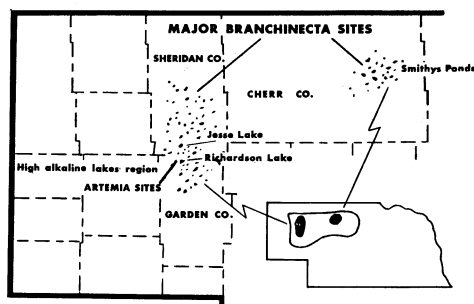 MAJOR BRANCHINECTA SITES
SHERIDAN CO.
Smithys Ponds
CHERR CO.
Jesse Lake
High alkaline lakes region
Richardson Lake
ARTEMIA SITES
GARDEN CO.